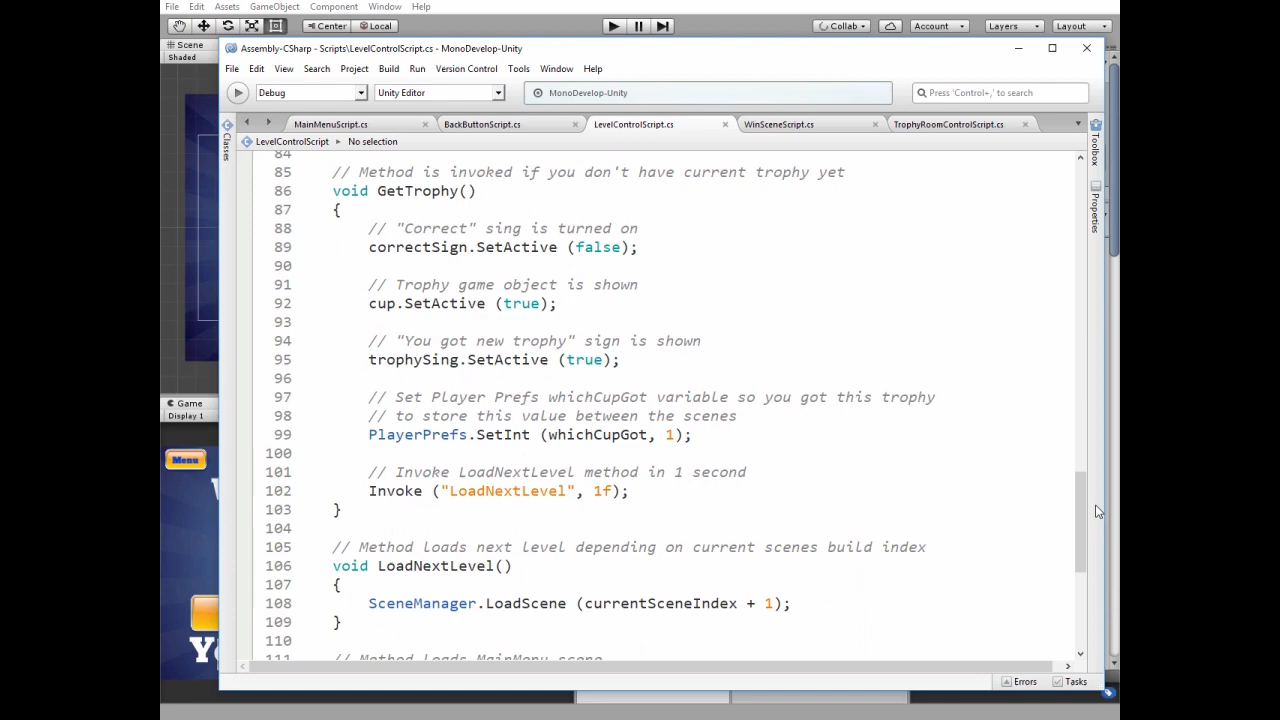 File Edit Assets GameObject Component Window Help
Center Local Collab Account Layers Layout
Scene
Shaded
Assembly-CSharp - Scripts\LevelControlScript.cs - MonoDevelop-Unity
File Edit View Search Project Build Run Version Control Tools Window Help
Debug Unity Editor MonoDevelop-Unity Press 'Control+,' to search
MainMenuScript.cs BackButtonScript.cs LevelControlScript.cs WinSceneScript.cs TrophyRoomControlScript.cs
LevelControlScript No selection
Classes
Toolbox
Properties
84
85 // Method is invoked if you don't have current trophy yet
86 void GetTrophy()
87 {
88 // "Correct" sing is turned on
89 correctSign.SetActive (false);
90
91 // Trophy game object is shown
92 cup.SetActive (true);
93
94 // "You got new trophy" sign is shown
95 trophySing.SetActive (true);
96
97 // Set Player Prefs whichCupGot variable so you got this trophy
98 // to store this value between the scenes
99 PlayerPrefs.SetInt (whichCupGot, 1);
100
101 // Invoke LoadNextLevel method in 1 second
102 Invoke ("LoadNextLevel", 1f);
103 }
104
105 // Method loads next level depending on current scenes build index
106 void LoadNextLevel()
107 {
108 SceneManager.LoadScene (currentSceneIndex + 1);
109 }
110
111 // Method loads MainMenu scene
Game
Display 1
Menu
Errors Tasks